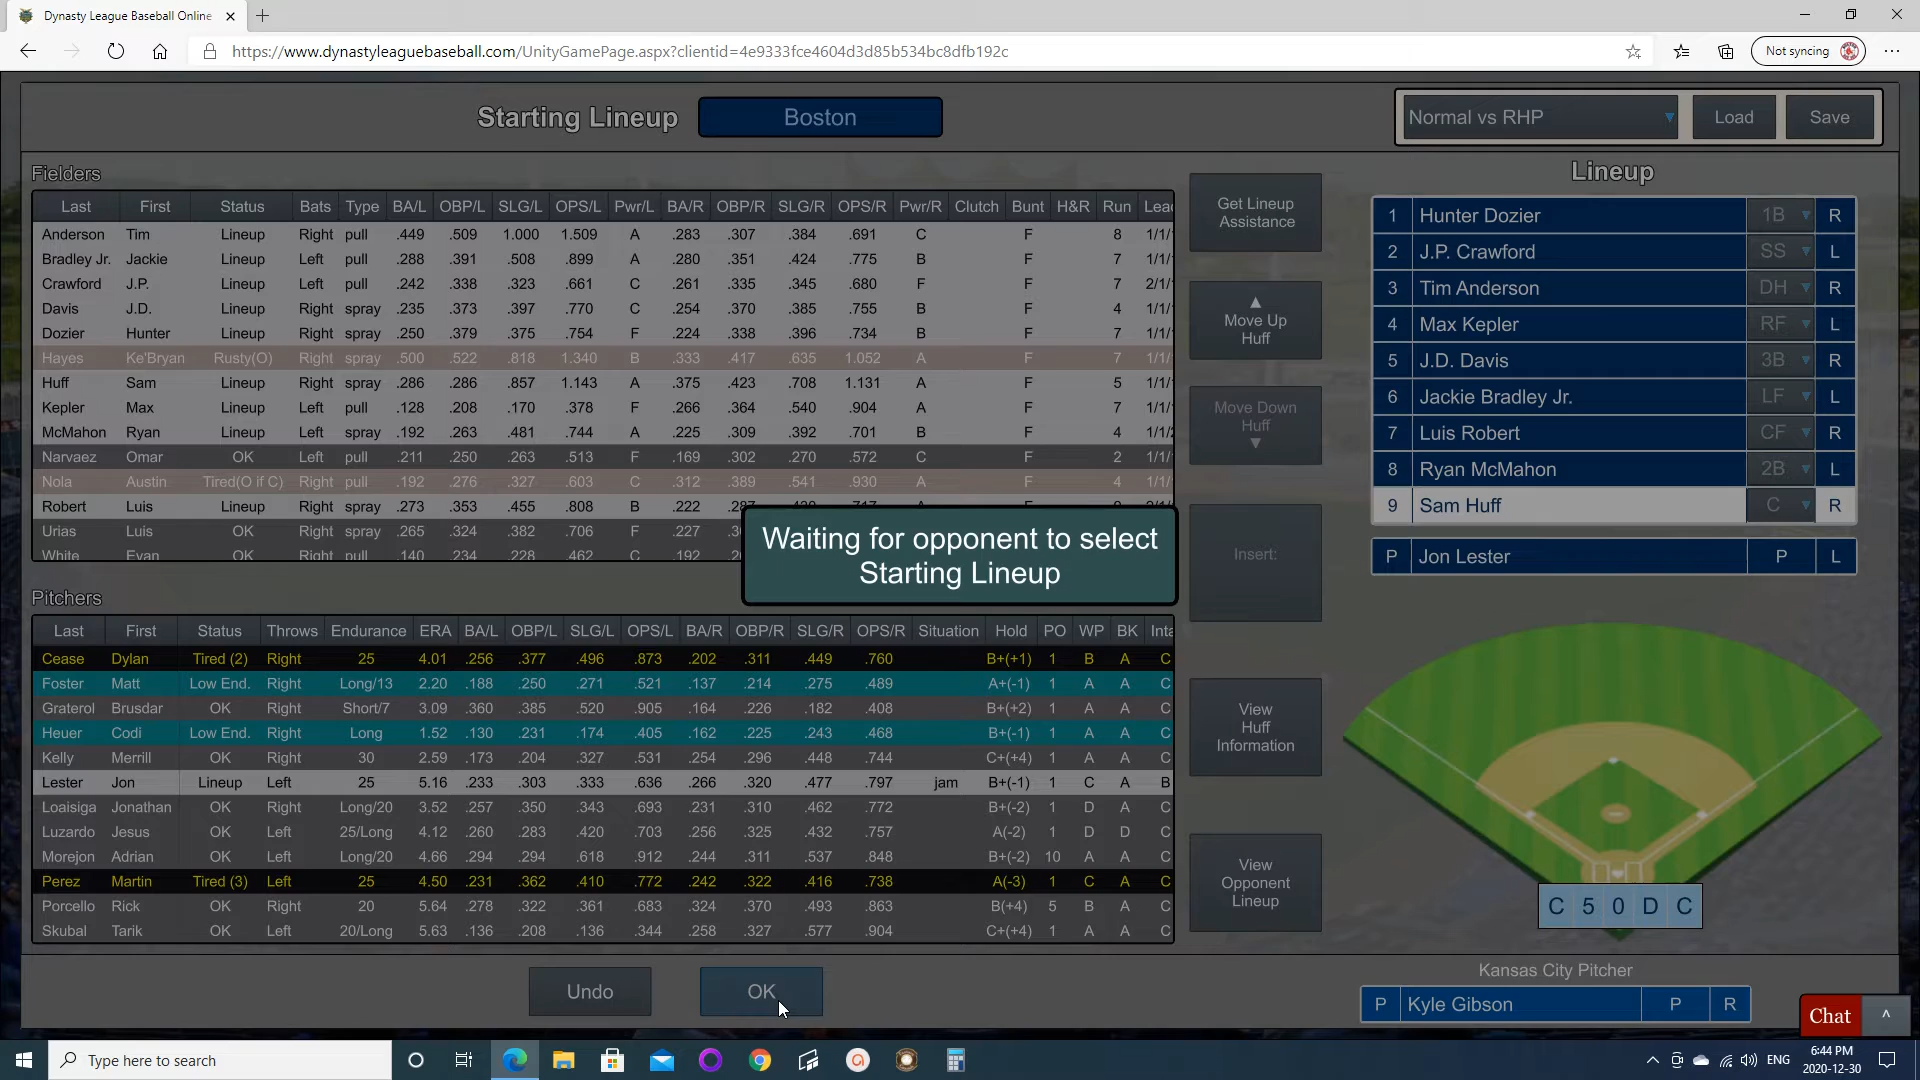 Dynasty League Baseball Online
https://www.dynastyleaguebaseball.com/UnityGamePage.aspx?clientid=4e9333fce4604d3d85b534bc8dfb192c
Not syncing
Starting Lineup Boston
Normal vs RHP Load Save
Fielders
Last First Status Bats Type BA/L OBP/L SLG/L OPS/L Pwr/L BA/R OBP/R SLG/R OPS/R Pwr/R Clutch Bunt H&R Run Lead
Anderson Tim Lineup Right pull .449 .509 1.000 1.509 A .283 .307 .384 .691 C F 8 1/1/
Bradley Jr. Jackie Lineup Left pull .288 .391 .508 .899 A .280 .351 .424 .775 B F 7 1/1/
Crawford J.P. Lineup Left pull .242 .338 .323 .661 C .261 .335 .345 .680 F F 7 2/1/
Davis J.D. Lineup Right spray .235 .373 .397 .770 C .254 .370 .385 .755 B F 4 1/1/
Dozier Hunter Lineup Right spray .250 .379 .375 .754 F .224 .338 .396 .734 B F 7 1/1/
Hayes Ke'Bryan Rusty(O) Right spray .500 .522 .818 1.340 B .333 .417 .635 1.052 A F 7 1/1/
Huff Sam Lineup Right spray .286 .286 .857 1.143 A .375 .423 .708 1.131 A F 5 1/1/
Kepler Max Lineup Left pull .128 .208 .170 .378 F .266 .364 .540 .904 A F 7 1/1/
McMahon Ryan Lineup Left spray .192 .263 .481 .744 A .225 .309 .392 .701 B F 4 1/1/
Narvaez Omar OK Left pull .211 .250 .263 .513 F .169 .302 .270 .572 C F 2 1/1/
Nola Austin Tired(O if C) Right pull .192 .276 .327 .603 C .312 .389 .541 .930 A F 4 1/1/
Robert Luis Lineup Right spray .273 .353 .455 .808 B .222
Urias Luis OK Right spray .265 .324 .382 .706 F .227
White Evan OK Right pull .140 .234 .228 .462 C .192
Get Lineup Assistance
Move Up Huff
Move Down Huff
Insert:
View Huff Information
View Opponent Lineup
Waiting for opponent to select
Starting Lineup
Lineup
1 Hunter Dozier 1B R
2 J.P. Crawford SS L
3 Tim Anderson DH R
4 Max Kepler RF L
5 J.D. Davis 3B R
6 Jackie Bradley Jr. LF L
7 Luis Robert CF R
8 Ryan McMahon 2B L
9 Sam Huff C R
P Jon Lester P L
Pitchers
Last First Status Throws Endurance ERA BA/L OBP/L SLG/L OPS/L BA/R OBP/R SLG/R OPS/R Situation Hold PO WP BK Inta
Cease Dylan Tired (2) Right 25 4.01 .256 .377 .496 .873 .202 .311 .449 .760 B+(+1) 1 B A C
Foster Matt Low End. Right Long/13 2.20 .188 .250 .271 .521 .137 .214 .275 .489 A+(-1) 1 A A C
Graterol Brusdar OK Right Short/7 3.09 .360 .385 .520 .905 .164 .226 .182 .408 B+(+2) 1 A A C
Heuer Codi Low End. Right Long 1.52 .130 .231 .174 .405 .162 .225 .243 .468 B+(-1) 1 A A C
Kelly Merrill OK Right 30 2.59 .173 .204 .327 .531 .254 .296 .448 .744 C+(+4) 1 A A C
Lester Jon Lineup Left 25 5.16 .233 .303 .333 .636 .266 .320 .477 .797 jam B+(-1) 1 C A B
Loaisiga Jonathan OK Right Long/20 3.52 .257 .350 .343 .693 .231 .310 .462 .772 B+(-2) 1 D A C
Luzardo Jesus OK Left 25/Long 4.12 .260 .283 .420 .703 .256 .325 .432 .757 A(-2) 1 D D C
Morejon Adrian OK Left Long/20 4.66 .294 .294 .618 .912 .244 .311 .537 .848 B+(-2) 10 A A C
Perez Martin Tired (3) Left 25 4.50 .231 .362 .410 .772 .242 .322 .416 .738 A(-3) 1 C A C
Porcello Rick OK Right 20 5.64 .278 .322 .361 .683 .324 .370 .493 .863 B(+4) 5 B A C
Skubal Tarik OK Left 20/Long 5.63 .136 .208 .136 .344 .258 .327 .577 .904 C+(+4) 1 A A C
C 5 0 D C
Undo OK
Kansas City Pitcher
P Kyle Gibson P R
Chat
Type here to search
ENG
6:44 PM
2020-12-30